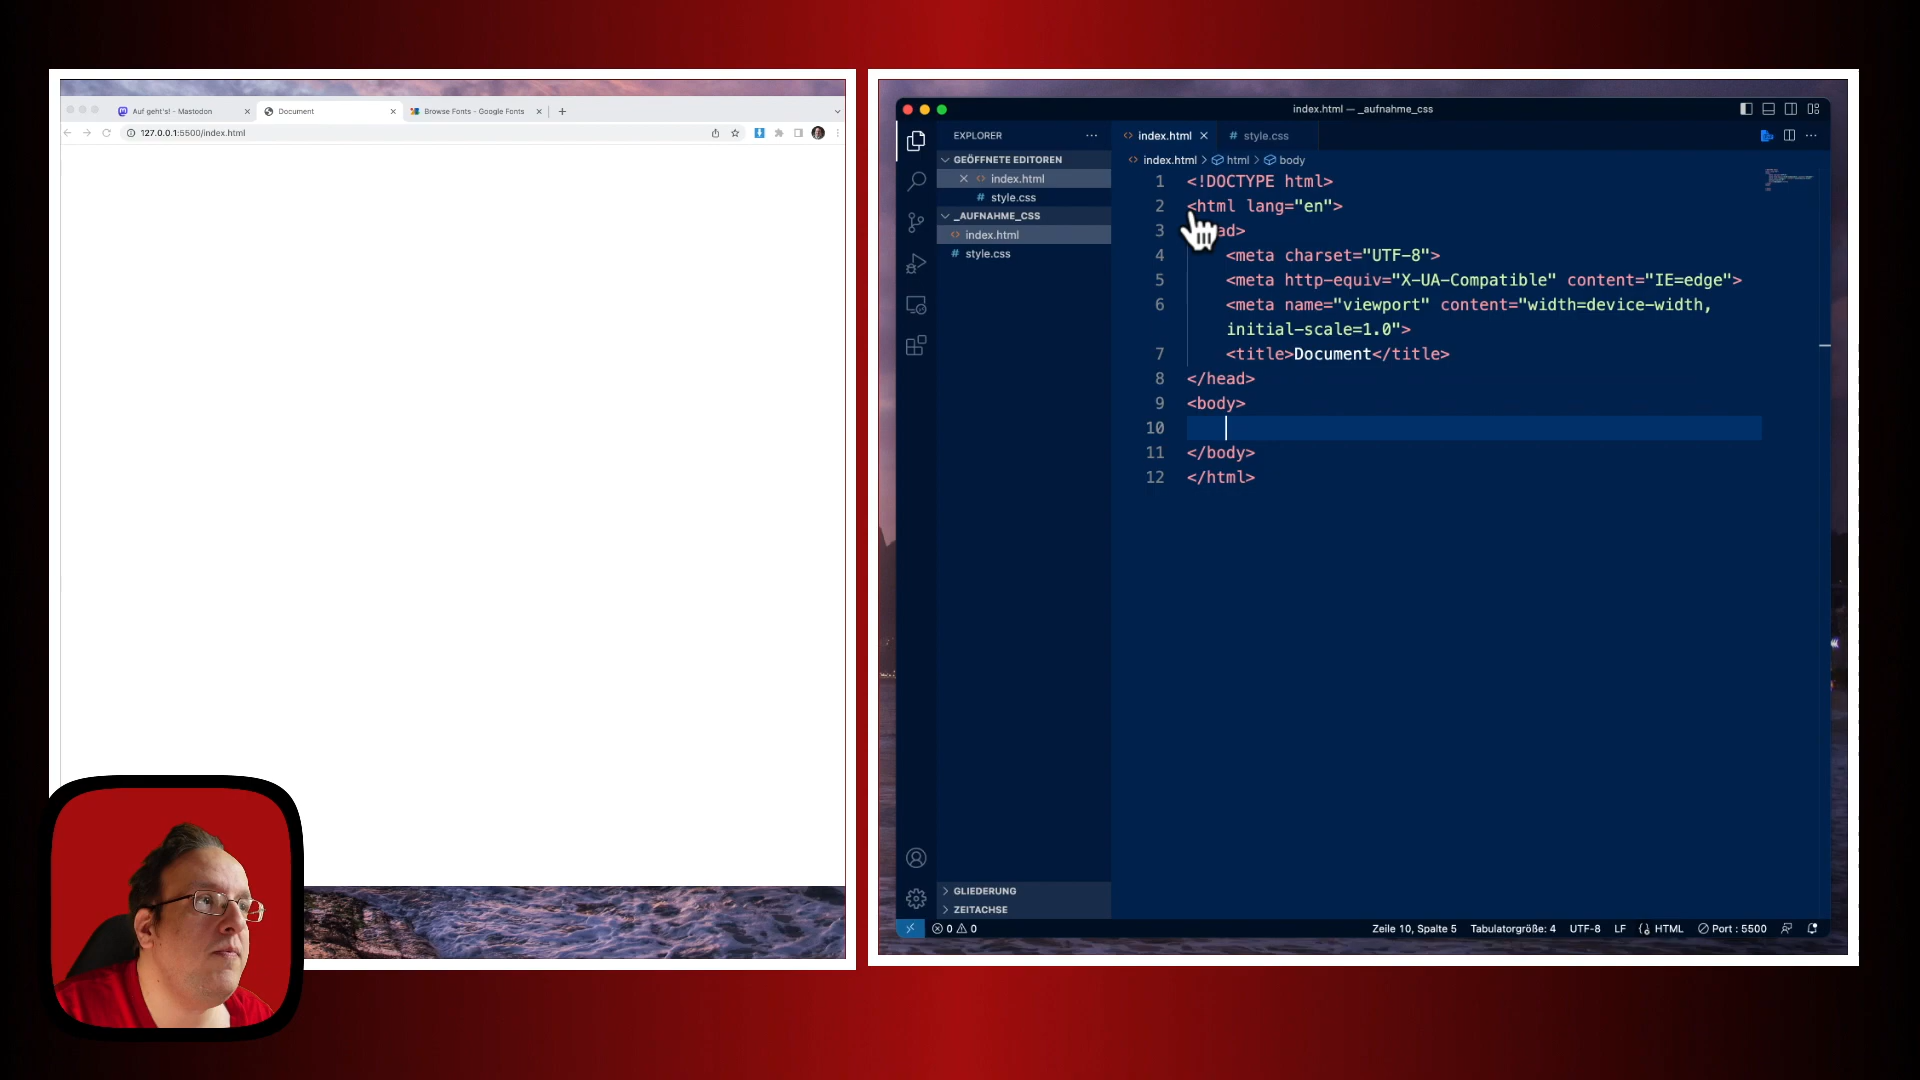 Auf geht's! - Mastodon
Document
Browse Fonts - Google Fonts
127.0.0.1:5500/index.html
index.html — _aufnahme_css
EXPLORER
GEÖFFNETE EDITOREN
index.html
style.css
_AUFNAHME_CSS
index.html
style.css
GLIEDERUNG
ZEITACHSE
index.html
style.css
index.html > html > body
1 <!DOCTYPE html>
2 <html lang="en">
3 ad>
4 <meta charset="UTF-8">
5 <meta http-equiv="X-UA-Compatible" content="IE=edge">
6 <meta name="viewport" content="width=device-width,
initial-scale=1.0">
7 <title>Document</title>
8 </head>
9 <body>
10
11 </body>
12 </html>
0 0
Zeile 10, Spalte 5 Tabulatorgröße: 4 UTF-8 LF HTML Port : 5500